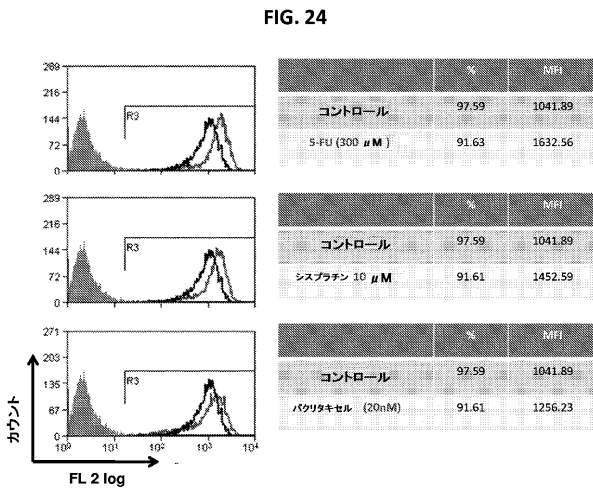 FIG. 24
269
216
144
72
0
R3
% MFI
コントロール 97.59 1041.89
5-FU (300 μM ) 91.63 1632.56
289
250
144
72
0
R3
% MFI
コントロール 97.59 1041.89
シスプラチン 10 μM 91.61 1452.59
271
203
135
67
0
R3
% MFI
コントロール 97.59 1041.89
パクリタキセル (20nM) 91.61 1256.23
10⁰ 10¹ 10² 10³ 10⁴
カウント
FL 2 log